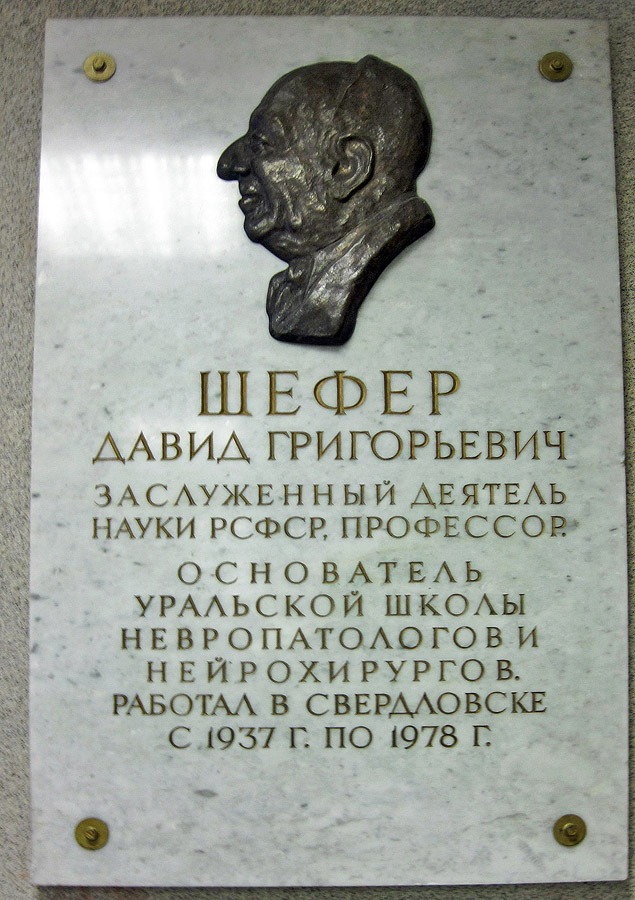 ШЕФЕР
ДАВИД ГРИГОРЬЕВИЧ
ЗАСЛУЖЕННЫЙ ДЕЯТЕЛЬ
НАУКИ РСФСР, ПРОФЕССОР.
ОСНОВАТЕЛЬ
УРАЛЬСКОЙ ШКОЛЫ
НЕВРОПАТОЛОГОВ И
НЕЙРОХИРУРГОВ.
РАБОТАЛ В СВЕРДЛОВСКЕ
С 1937 Г. ПО 1978 Г.